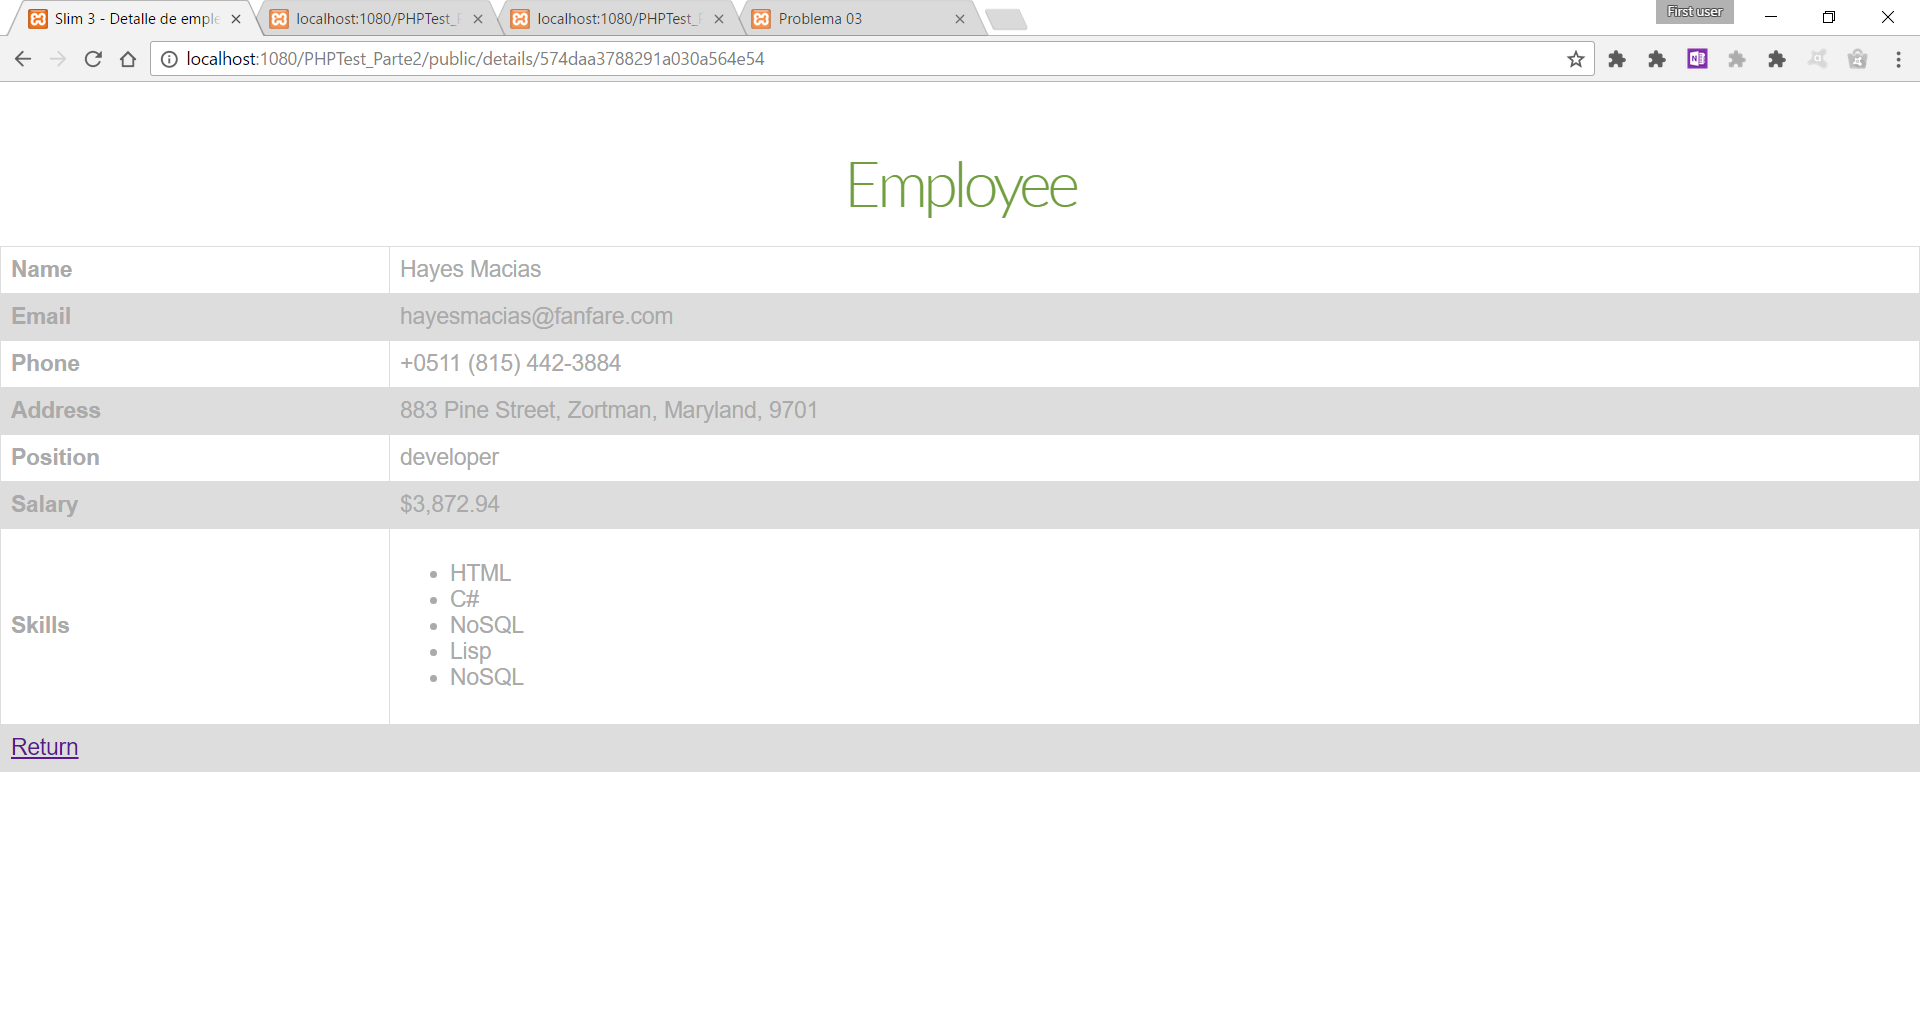 Slim 3 - Detalle de emple
localhost:1080/PHPTest_
localhost:1080/PHPTest_
Problema 03
First user
localhost:1080/PHPTest_Parte2/public/details/574daa3788291a030a564e54
Employee
Name Hayes Macias
Email hayesmacias@fanfare.com
Phone +0511 (815) 442-3884
Address 883 Pine Street, Zortman, Maryland, 9701
Position developer
Salary $3,872.94
Skills
• HTML
• C#
• NoSQL
• Lisp
• NoSQL
Return